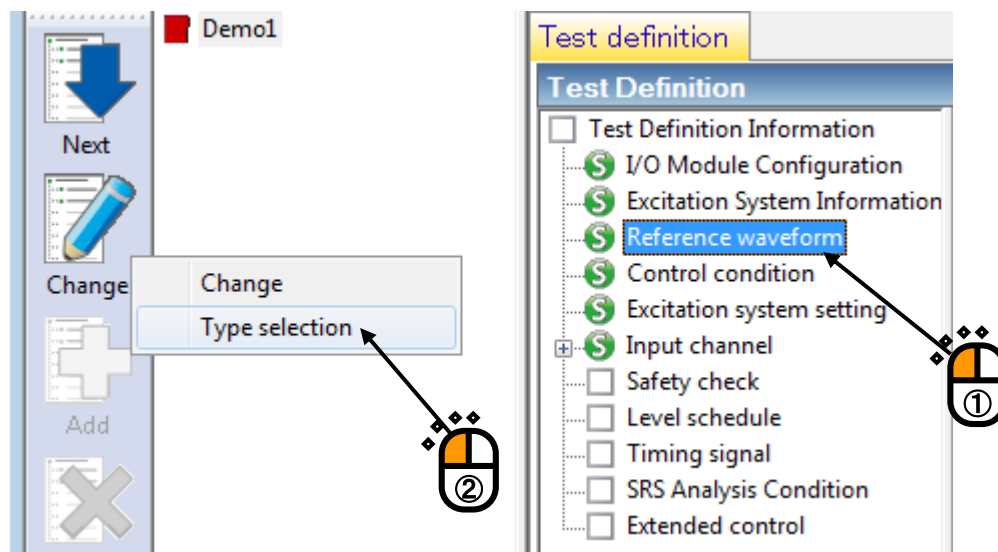 Demo1
Next
Change
Add
Change
Type selection
②
Test definition
Test Definition
Test Definition Information
I/O Module Configuration
Excitation System Information
Reference waveform
Control condition
Excitation system setting
Input channel
Safety check
Level schedule
Timing signal
SRS Analysis Condition
Extended control
①